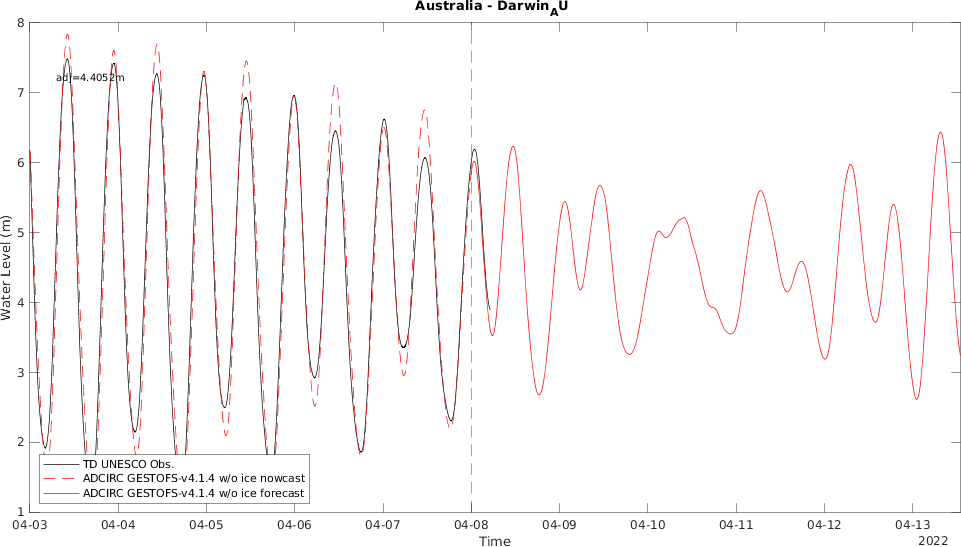 Australia - DarwinAU
8
7
6
5
4
3
2
1
Water Level (m)
adj=4.4052m
TD UNESCO Obs.
ADCIRC GESTOFS-v4.1.4 w/o ice nowcast
ADCIRC GESTOFS-v4.1.4 w/o ice forecast
04-03 04-04 04-05 04-06 04-07 04-08 04-09 04-10 04-11 04-12 04-13
Time
2022